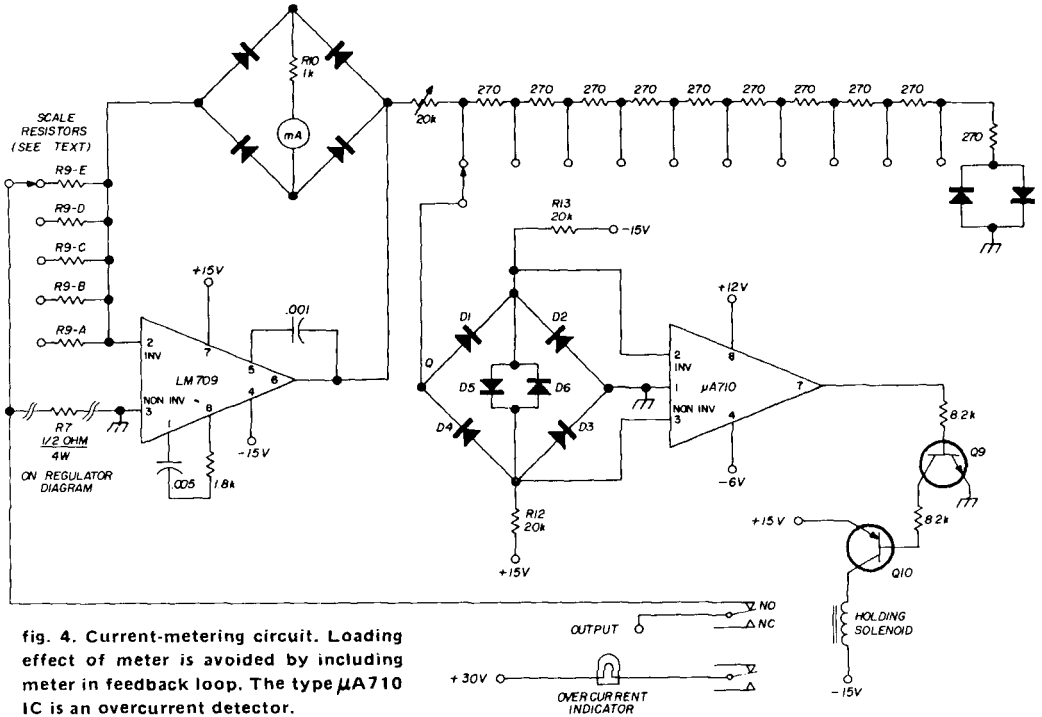 R10
1k
mA
20k
270
270
270
270
270
270
270
270
270
270
SCALE
RESISTORS
(SEE TEXT)
R9-E
R9-D
R9-C
R9-B
R9-A
+15V
7
2
INV
LM709
NON INV
3
8
1
5
6
4
.001
-15V
.005
1.8k
R7
1/2 OHM
4W
ON REGULATOR
DIAGRAM
R13
20k
-15V
Q
D1
D2
D5
D6
D4
D3
R12
20k
+15V
+12V
8
2
INV
1
μA710
7
NON INV
3
4
-6V
8.2k
Q9
8.2k
+15V
Q10
HOLDING
SOLENOID
-15V
OUTPUT
NO
NC
+30V
OVERCURRENT
INDICATOR
fig. 4. Current-metering circuit. Loading
effect of meter is avoided by including
meter in feedback loop. The type μA710
IC is an overcurrent detector.